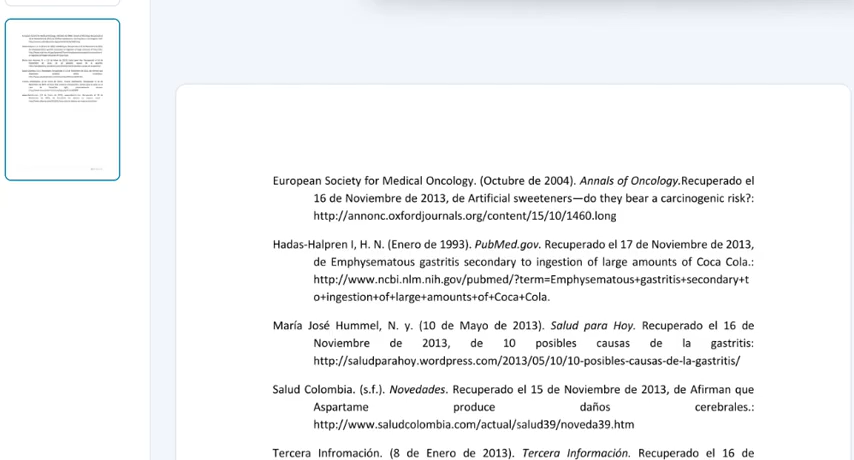 European Society for Medical Oncology. (Octubre de 2004). Annals of Oncology.Recuperado el
16 de Noviembre de 2013, de Artificial sweeteners—do they bear a carcinogenic risk?:
http://annonc.oxfordjournals.org/content/15/10/1460.long
Hadas-Halpren I, H. N. (Enero de 1993). PubMed.gov. Recuperado el 17 de Noviembre de 2013,
de Emphysematous gastritis secondary to ingestion of large amounts of Coca Cola.:
http://www.ncbi.nlm.nih.gov/pubmed/?term=Emphysematous+gastritis+secondary+t
o+ingestion+of+large+amounts+of+Coca+Cola.
María José Hummel, N. y. (10 de Mayo de 2013). Salud para Hoy. Recuperado el 16 de
Noviembre de 2013, de 10 posibles causas de la gastritis:
http://saludparahoy.wordpress.com/2013/05/10/10-posibles-causas-de-la-gastritis/
Salud Colombia. (s.f.). Novedades. Recuperado el 15 de Noviembre de 2013, de Afirman que
Aspartame produce daños cerebrales.:
http://www.saludcolombia.com/actual/salud39/noveda39.htm
Tercera Infromación. (8 de Enero de 2013). Tercera Información. Recuperado el 16 de